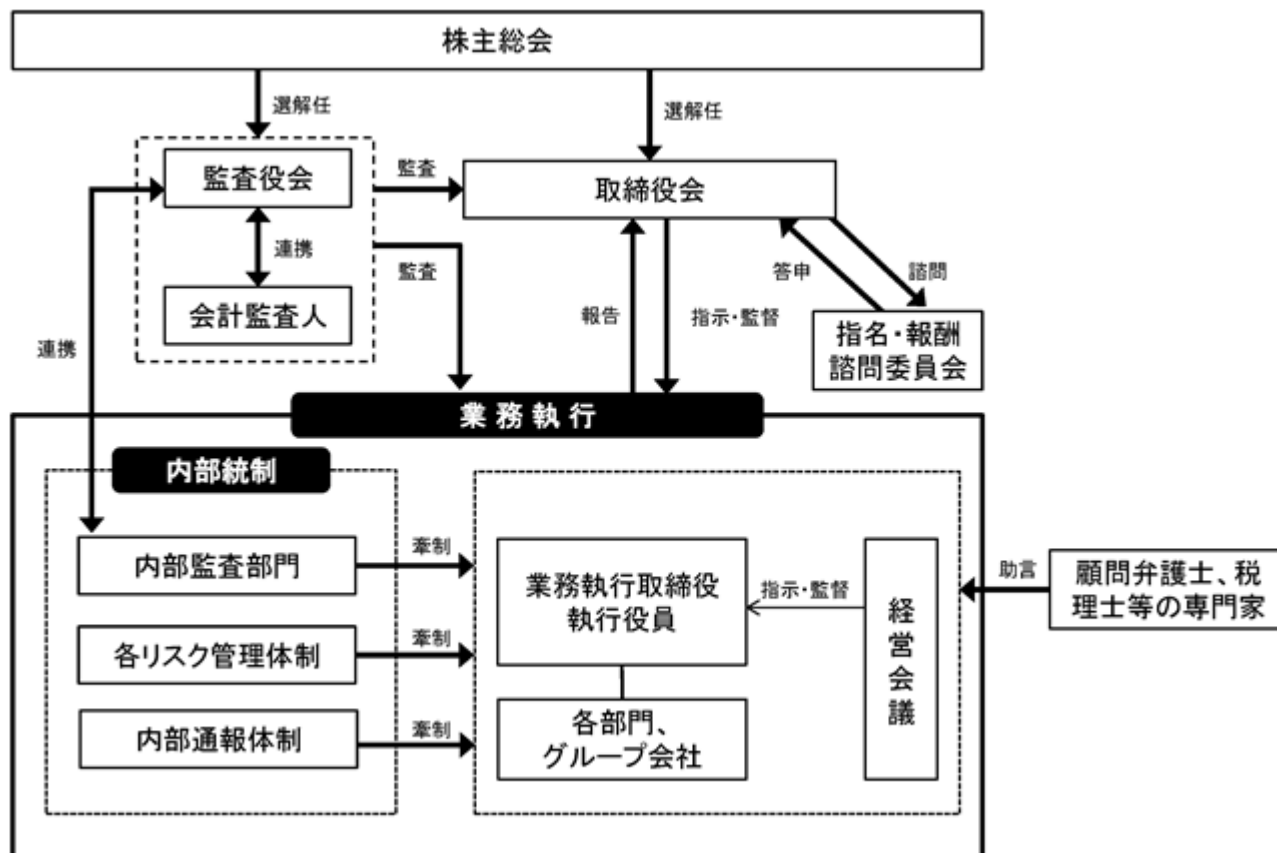 株主総会
選解任
選解任
監査役会
監査
取締役会
連携
監査
答申
諮問
会計監査人
報告
指示・監督
指名・報酬
諮問委員会
連携
業務執行
内部統制
内部監査部門
牽制
業務執行取締役
執行役員
指示・監督
経営会議
助言
顧問弁護士、税
理士等の専門家
各リスク管理体制
牽制
内部通報体制
牽制
各部門、
グループ会社